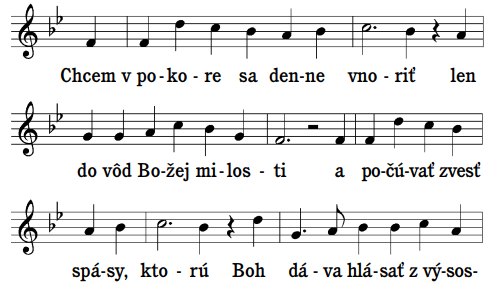 Chcem v po-ko-re sa den-ne vno-riť len
do vôd Bo-žej mi-los-ti a po-čú-vať zvesť
spá-sy, kto-rú Boh dá-va hlá-sať z vý-sos-